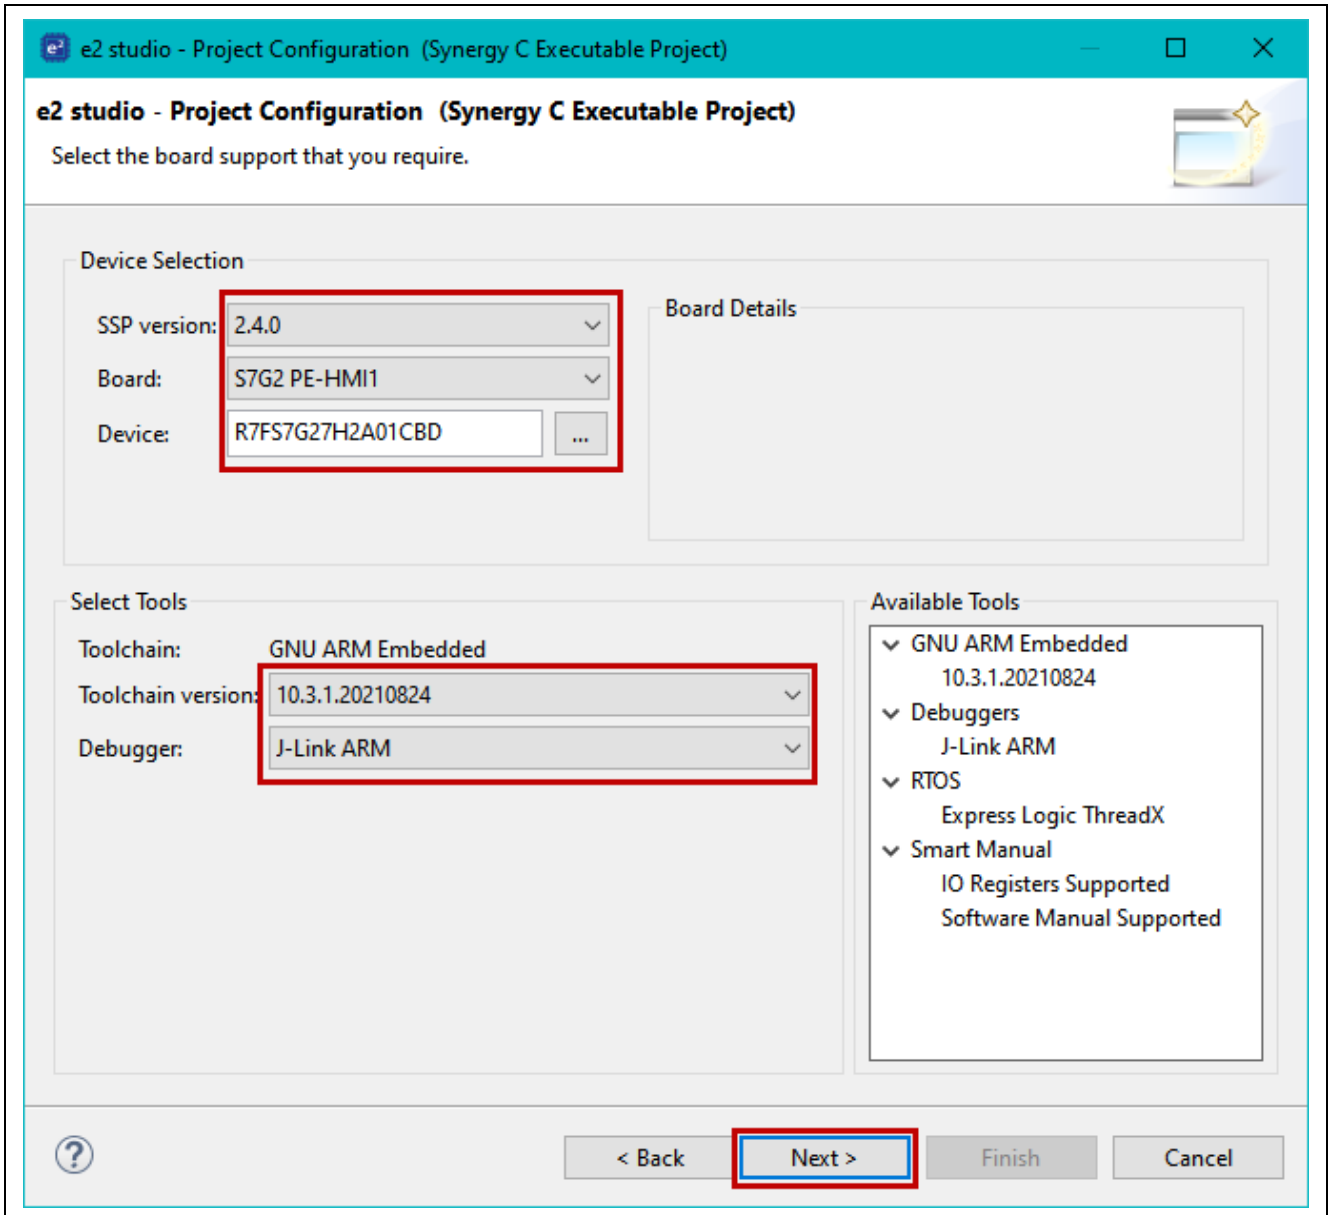 e2 studio - Project Configuration (Synergy C Executable Project)
e2 studio - Project Configuration (Synergy C Executable Project)
Select the board support that you require.
Device Selection
SSP version: 2.4.0
Board: S7G2 PE-HMI1
Device: R7FS7G27H2A01CBD ...
Board Details
Select Tools
Toolchain: GNU ARM Embedded
Toolchain version: 10.3.1.20210824
Debugger: J-Link ARM
Available Tools
GNU ARM Embedded
10.3.1.20210824
Debuggers
J-Link ARM
RTOS
Express Logic ThreadX
Smart Manual
IO Registers Supported
Software Manual Supported
? < Back Next > Finish Cancel